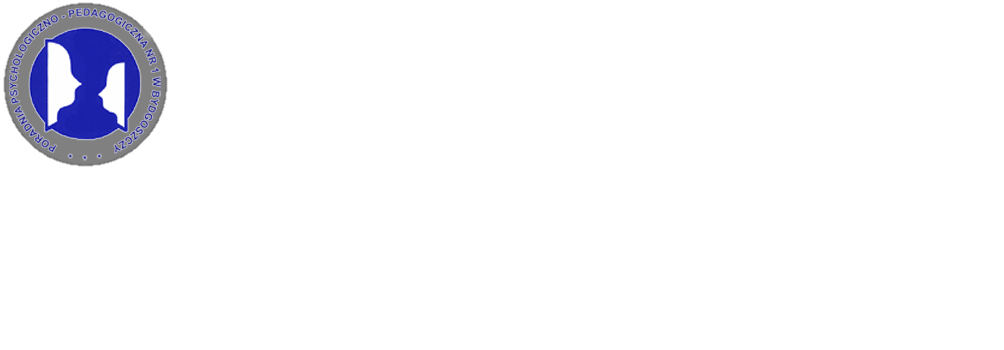 PORADNIA PSYCHOLOGICZNO - PEDAGOGICZNA NR 1 W BYDGOSZCZY